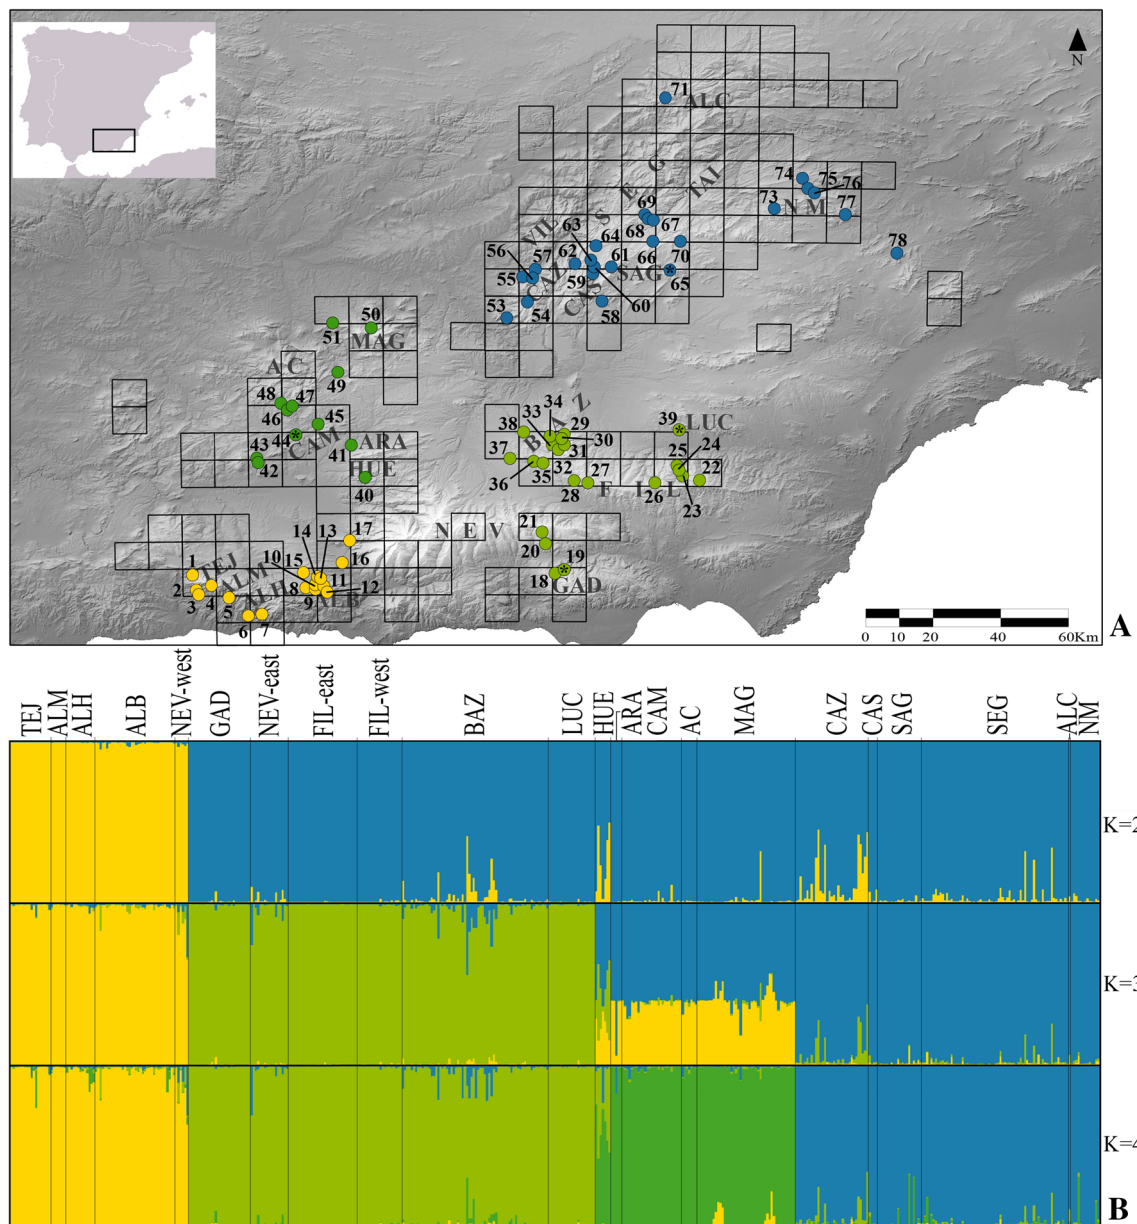 N
71
ALC
74
75
76
S E G
TAI
69
73
N M
77
63
VIL
68
67
64
78
56
57
62
61
66
70
55
CAZ
59
SAG
65
CAS
60
53
54
58
50
51
MAG
A C
49
48
47
34
Z
46
45
33
A
29
39
LUC
38
B
30
44
CAM
24
43
41
ARA
31
25
37
42
HUE
32
27
22
36
35
40
28
F I L
26
23
14
13
17
N E V
21
10
20
1
TEJ
15
16
19
2
ALM
8
11
18
GAD
3
4
ALH
12
5
9
ALB
6
7
0 10 20 40 60Km
A
TEJ
ALM
ALH
ALB
NEV-west
GAD
NEV-east
FIL-east
FIL-west
BAZ
LUC
HUE
ARA
CAM
AC
MAG
CAZ
CAS
SAG
SEG
ALC
NM
K=2
K=3
K=4
B